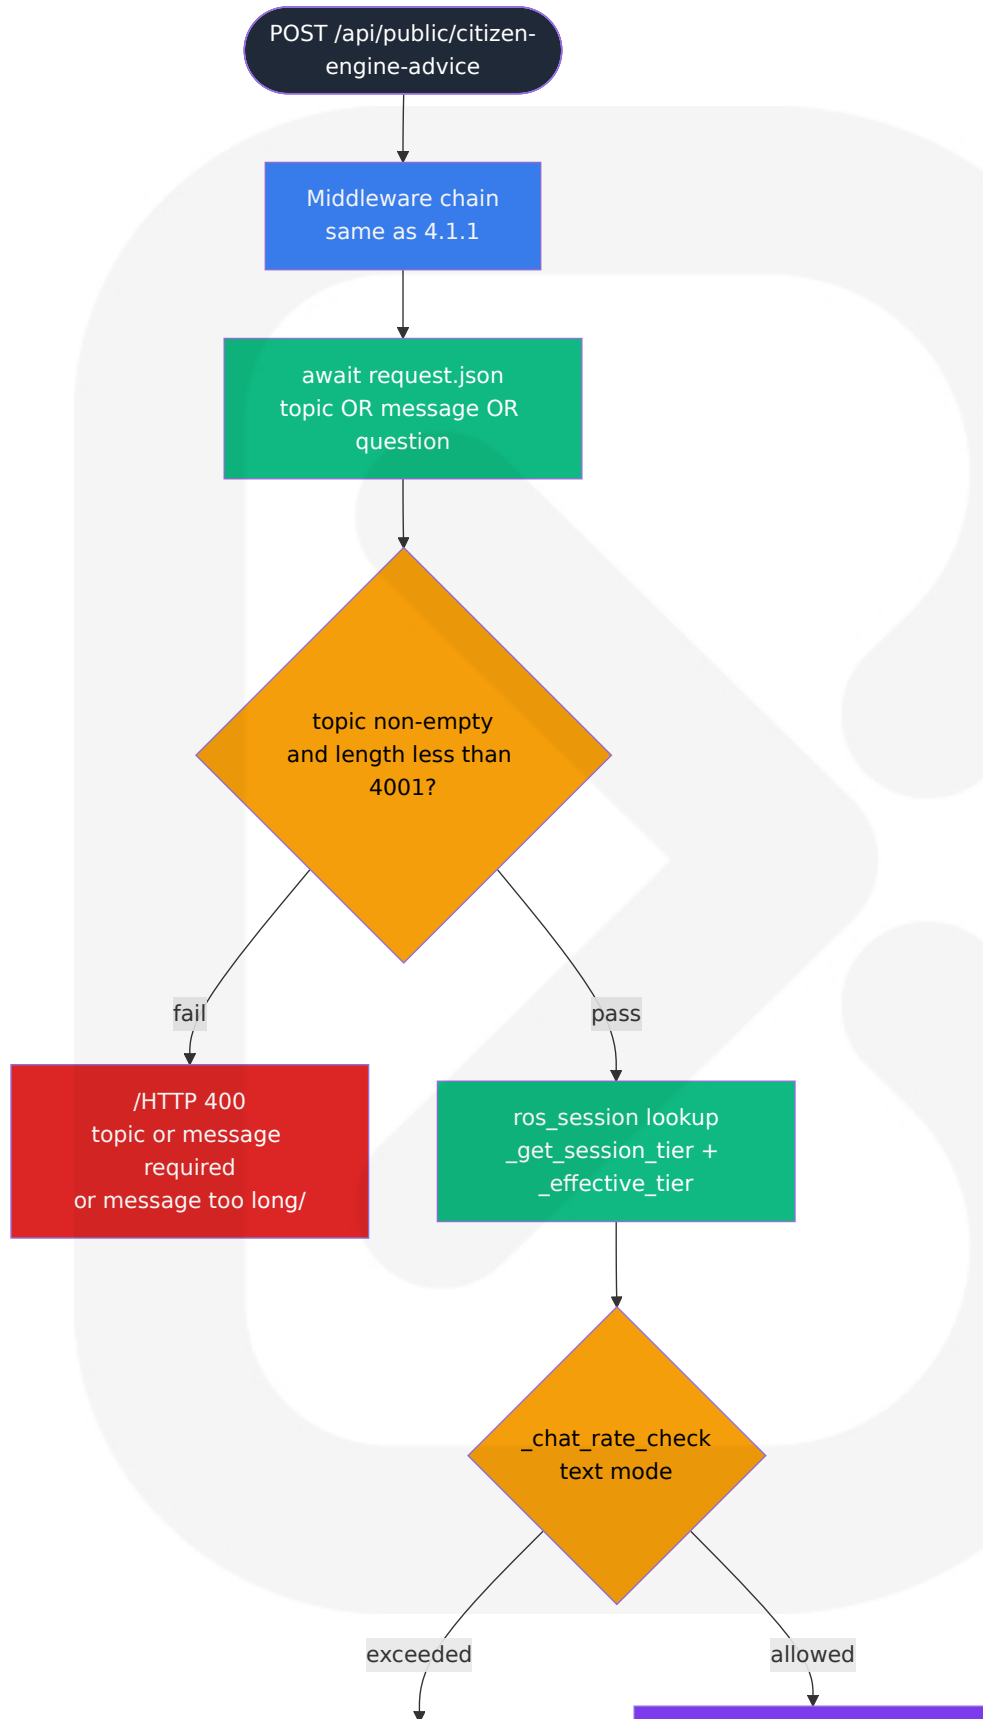 POST /api/public/citizen-
engine-advice
Middleware chain
same as 4.1.1
await request.json
topic OR message OR
question
topic non-empty
and length less than
4001?
fail
pass
/HTTP 400
topic or message
required
or message too long/
ros_session lookup
_get_session_tier +
_effective_tier
_chat_rate_check
text mode
exceeded
allowed